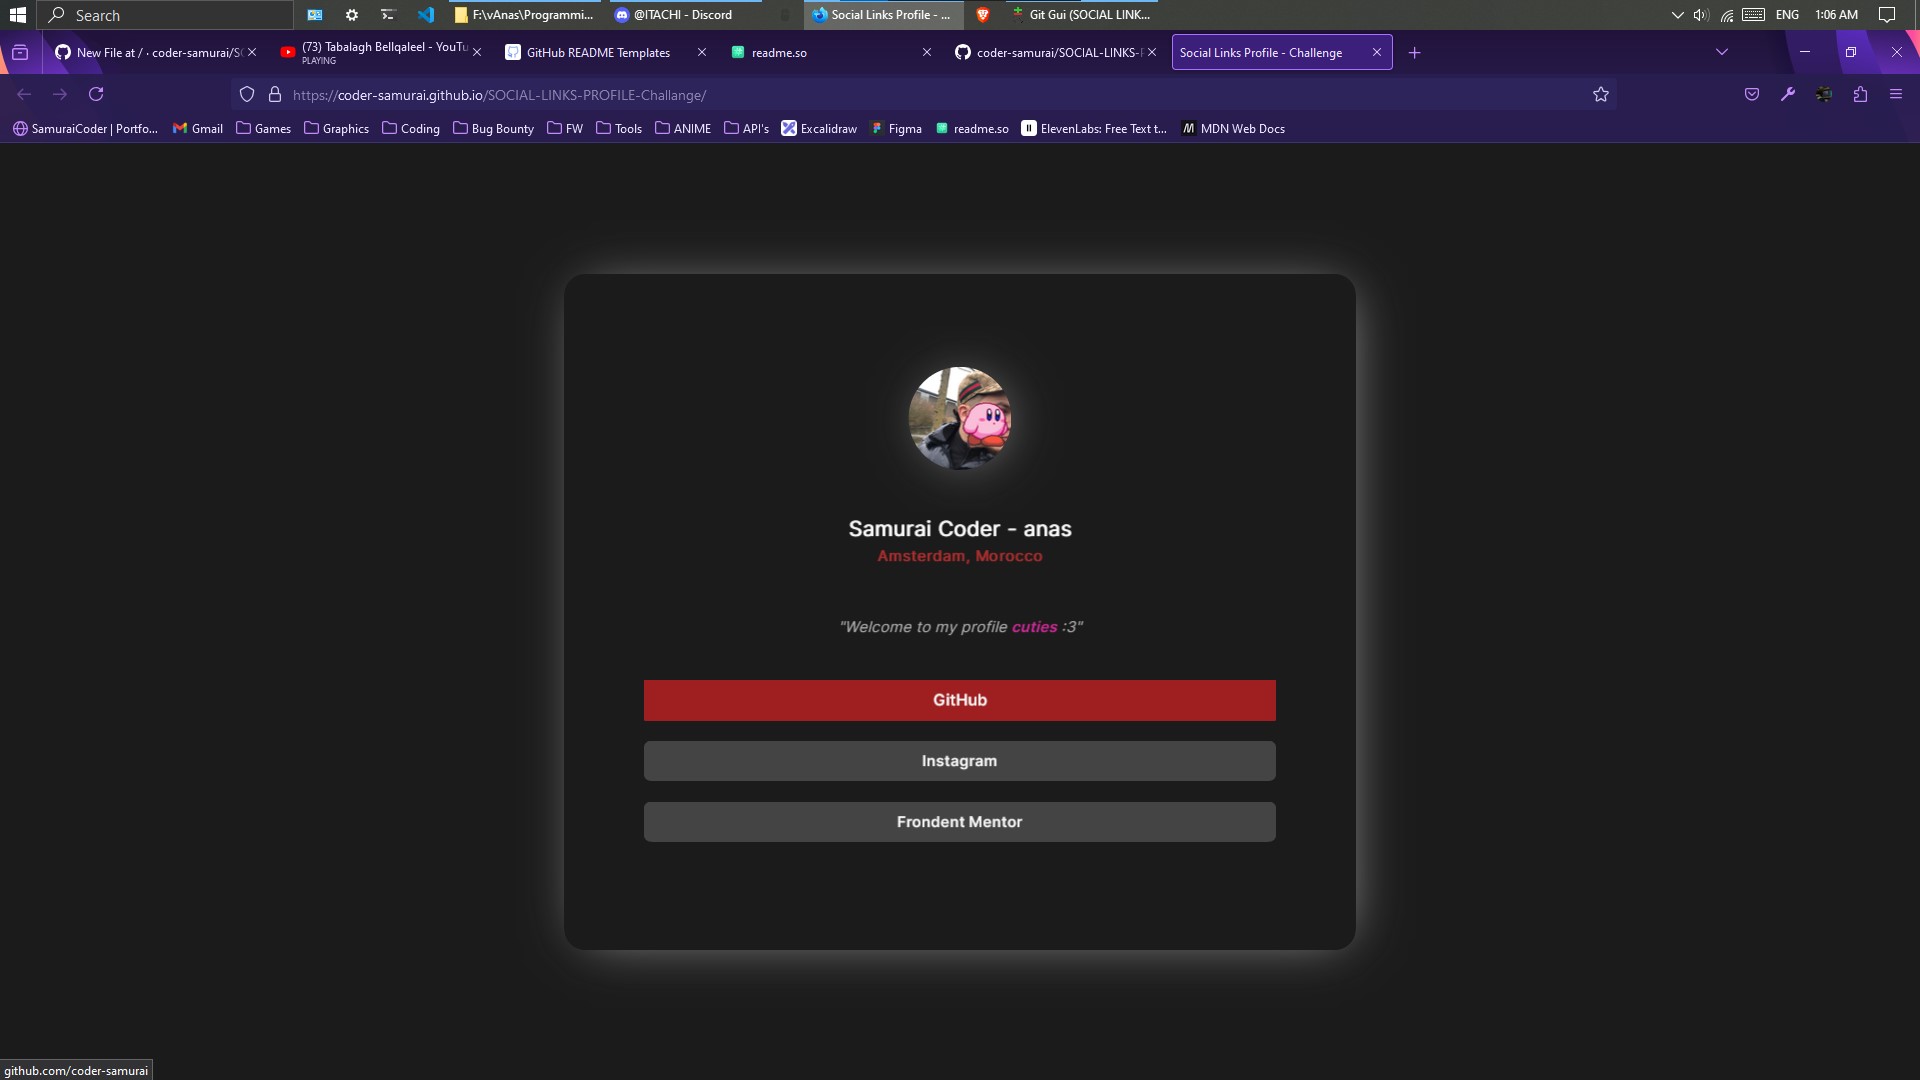 Search
F:\vAnas\Programmi...
@ITACHI - Discord
Social Links Profile - ...
Git Gui (SOCIAL LINK...
ENG
1:06 AM
New File at / · coder-samurai/SO
(73) Tabalagh Bellqaleel - YouTu
PLAYING
GitHub README Templates
readme.so
coder-samurai/SOCIAL-LINKS-P
Social Links Profile - Challenge
https://coder-samurai.github.io/SOCIAL-LINKS-PROFILE-Challange/
SamuraiCoder | Portfo...
Gmail
Games
Graphics
Coding
Bug Bounty
FW
Tools
ANIME
API's
Excalidraw
Figma
readme.so
ElevenLabs: Free Text t...
MDN Web Docs
Samurai Coder - anas
Amsterdam, Morocco
"Welcome to my profile cuties :3"
GitHub
Instagram
Frondent Mentor
github.com/coder-samurai